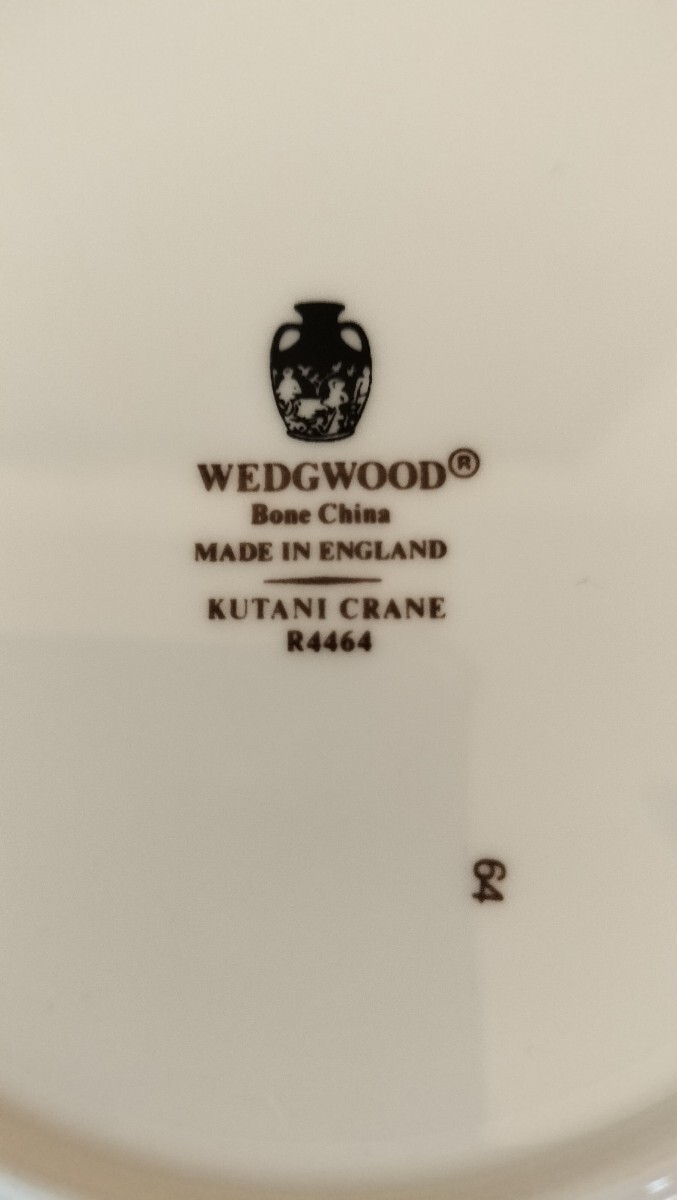 WEDGWOOD®
Bone China
MADE IN ENGLAND
KUTANI CRANE
R4464
64